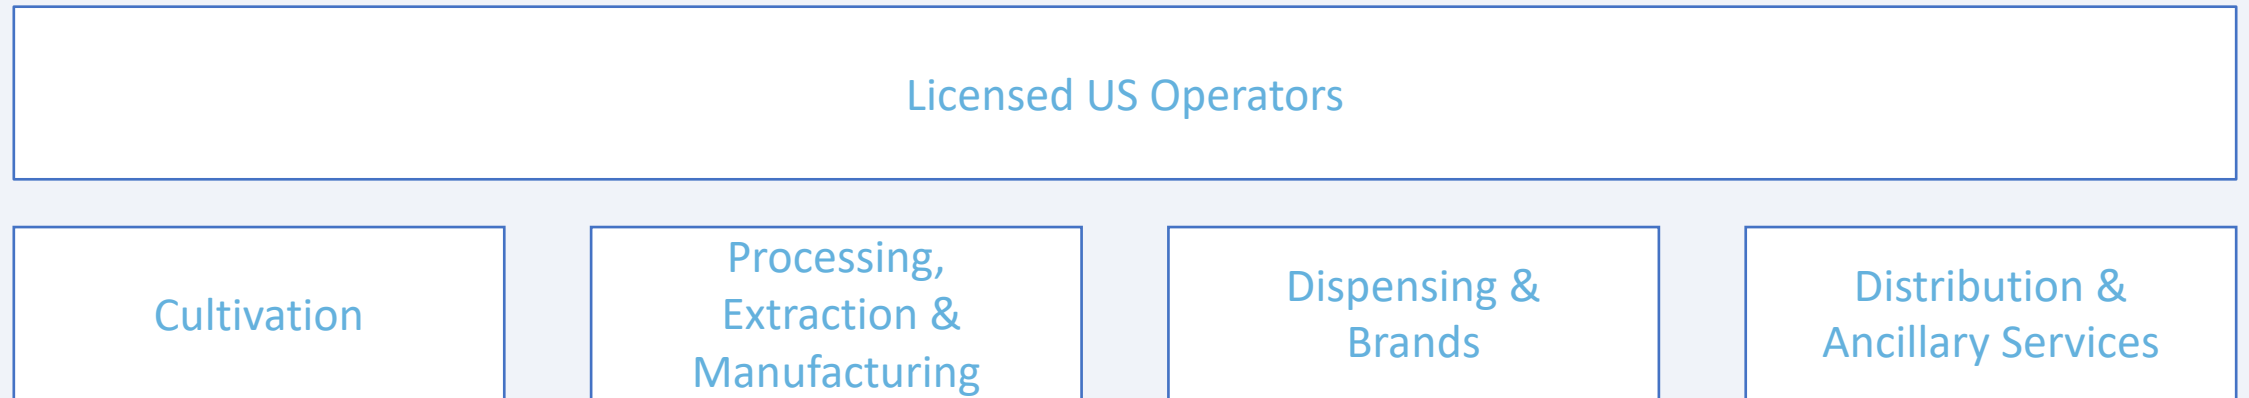 Licensed US Operators
Cultivation
Processing,
Extraction &
Manufacturing
Dispensing &
Brands
Distribution &
Ancillary Services